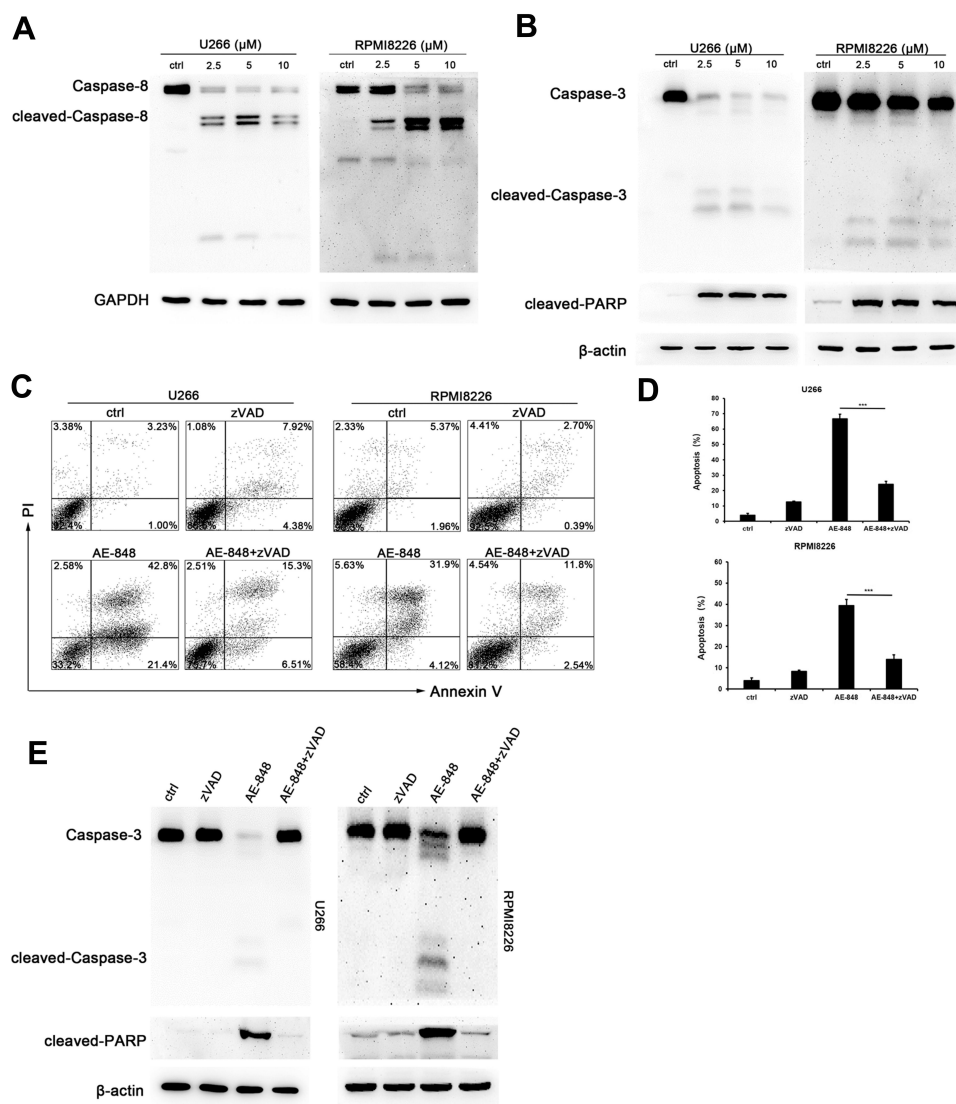 A
U266 (μM)
RPMI8226 (μM)
ctrl 2.5 5 10
ctrl 2.5 5 10
Caspase-8
cleaved-Caspase-8
GAPDH
B
U266 (μM)
RPMI8226 (μM)
ctrl 2.5 5 10
ctrl 2.5 5 10
Caspase-3
cleaved-Caspase-3
cleaved-PARP
β-actin
C
U266
RPMI8226
ctrl zVAD ctrl zVAD
3.38% 3.23% 1.08% 7.92% 2.33% 5.37% 4.41% 2.70%
1.00% 4.38% 1.96% 0.39%
AE-848 AE-848+zVAD AE-848 AE-848+zVAD
2.58% 42.8% 2.51% 15.3% 5.63% 31.9% 4.54% 11.8%
33.2% 21.4% 6.51% 58.4% 4.12% 2.54%
PI
Annexin V
D
U266
Apoptosis (%)
80
70
60
50
40
30
20
10
0
***
ctrl zVAD AE-848 AE-848+zVAD
RPMI8226
Apoptosis (%)
50
40
30
20
10
0
***
ctrl zVAD AE-848 AE-848+zVAD
E
ctrl zVAD AE-848 AE-848+zVAD
ctrl zVAD AE-848 AE-848+zVAD
Caspase-3
cleaved-Caspase-3
U266
RPMI8226
cleaved-PARP
β-actin